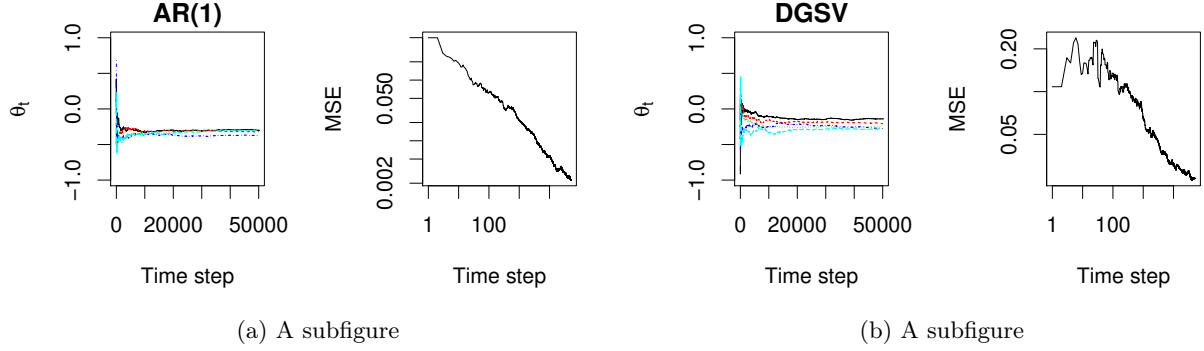 AR(1)
θt
1.0
0.0
−1.0
0
20000
50000
Time step
MSE
0.050
0.002
1
100
Time step
(a) A subfigure
DGSV
θt
1.0
0.0
−1.0
0
20000
50000
Time step
MSE
0.20
0.05
1
100
Time step
(b) A subfigure